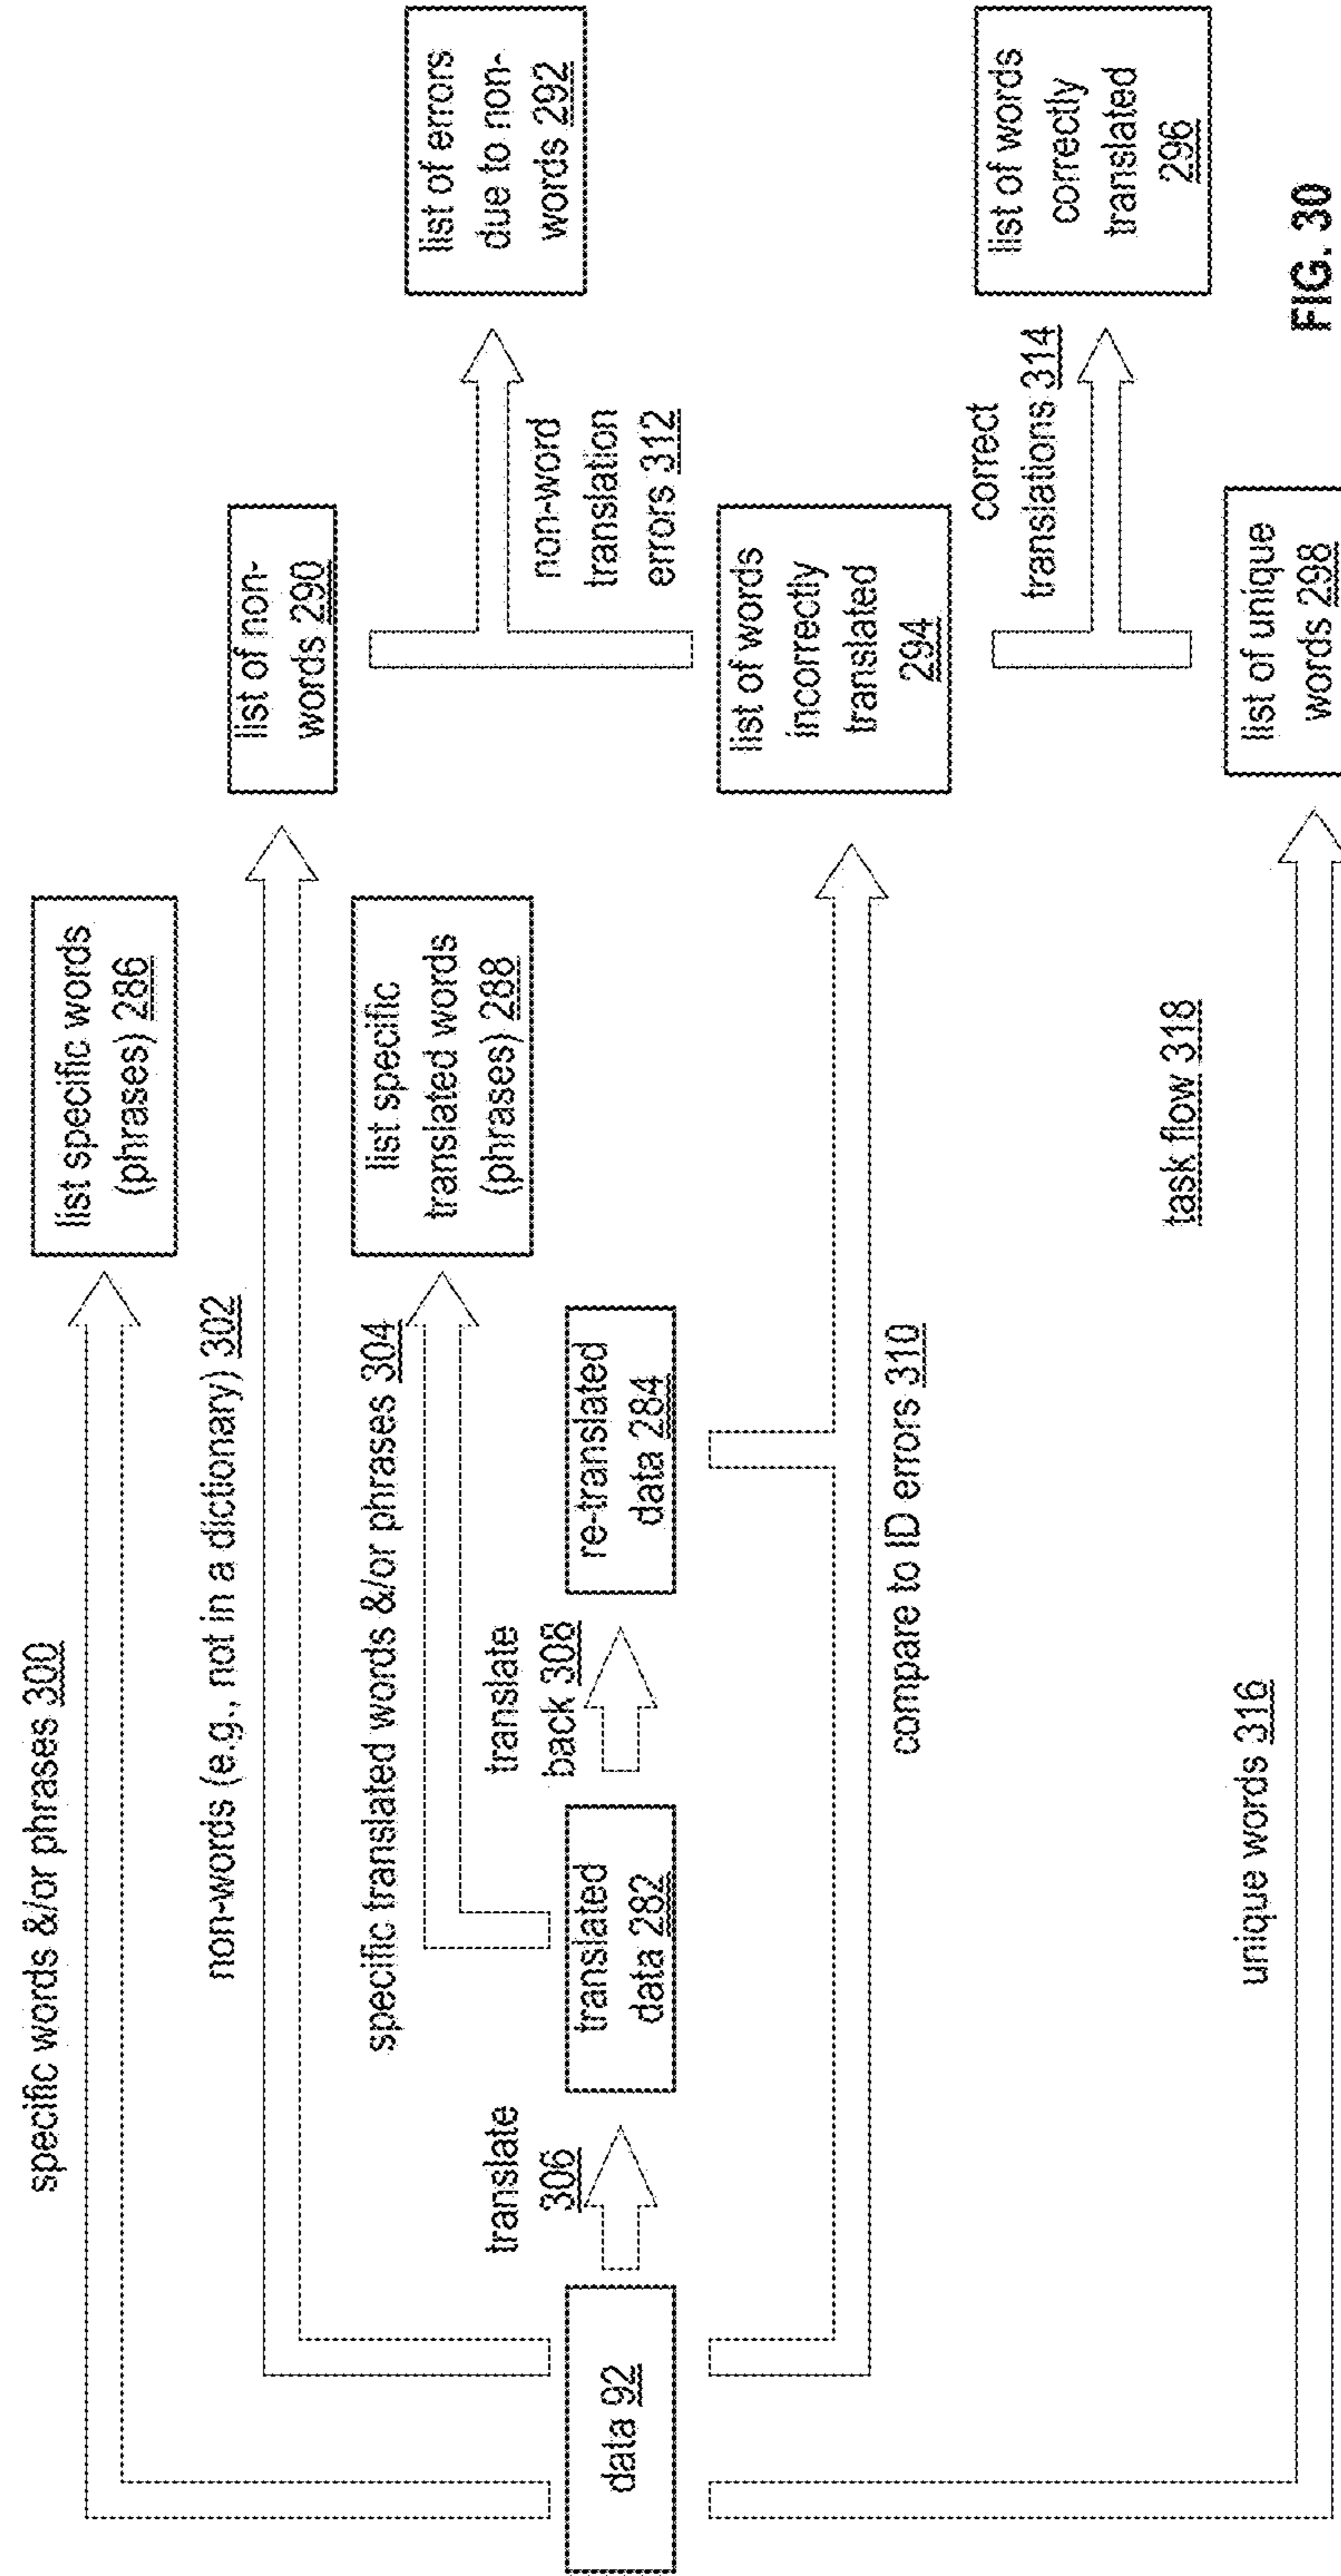 specific words &/or phrases 300
list specific words
(phrases) 286
non-words (e.g., not in a dictionary) 302
list of non-
words 290
specific translated words &/or phrases 304
list specific
translated words
(phrases) 288
list of errors
due to non-
words 292
non-word
translation
errors 312
translate
306
translate
back 308
data 92
translated
data 282
re-translated
data 284
compare to ID errors 310
list of words
incorrectly
translated
294
correct
translations 314
list of words
correctly
translated
296
task flow 318
unique words 316
list of unique
words 298
FIG. 30